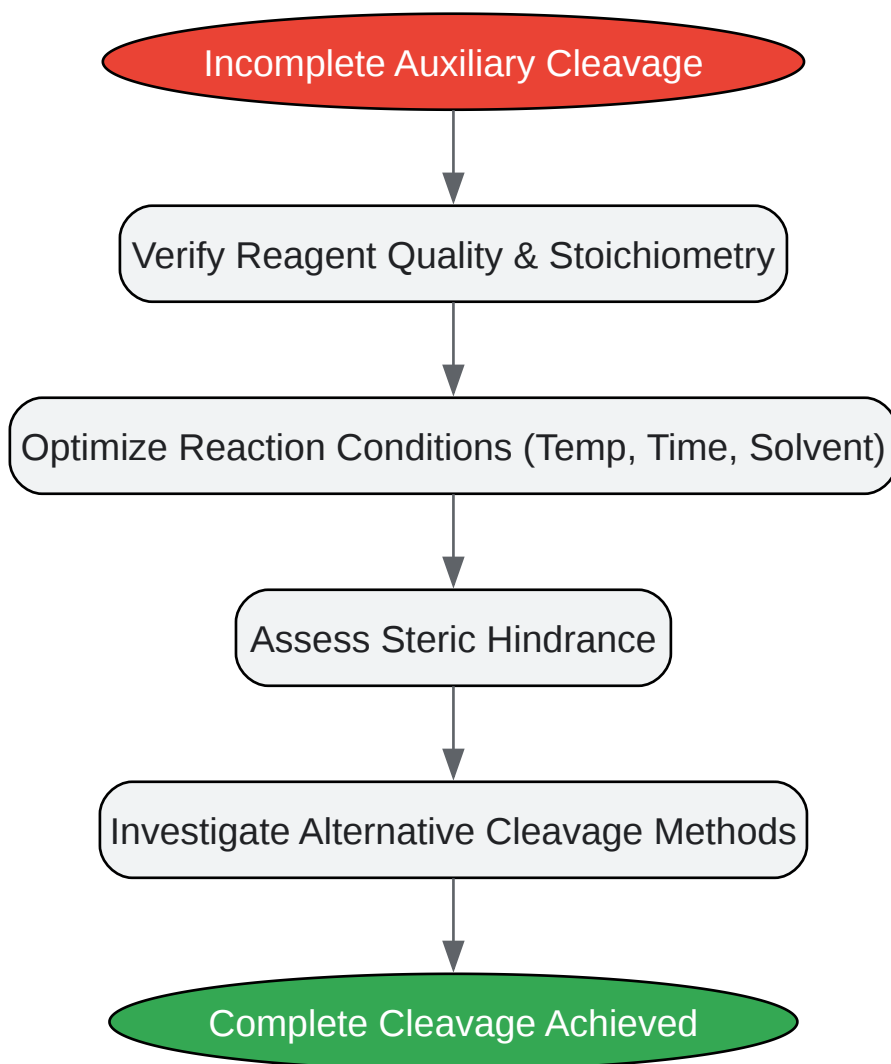 Incomplete Auxiliary Cleavage
Verify Reagent Quality & Stoichiometry
Optimize Reaction Conditions (Temp, Time, Solvent)
Assess Steric Hindrance
Investigate Alternative Cleavage Methods
Complete Cleavage Achieved